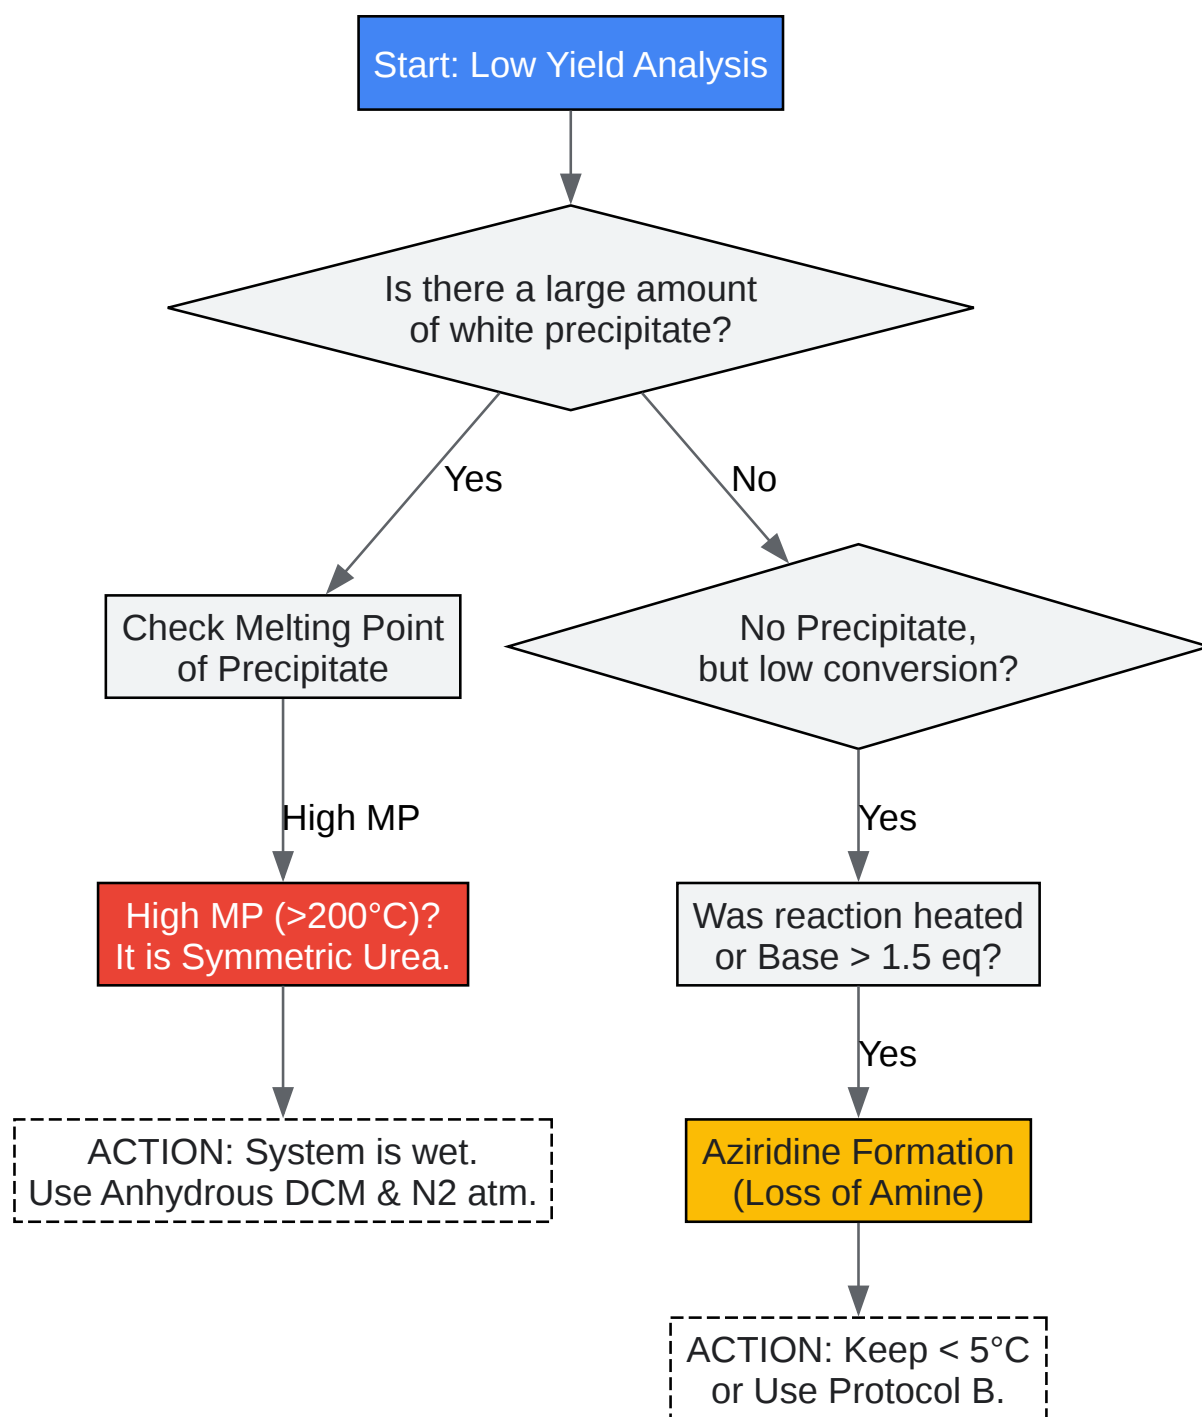 Start: Low Yield Analysis
Is there a large amount
of white precipitate?
Yes
No
Check Melting Point
of Precipitate
No Precipitate,
but low conversion?
High MP
Yes
High MP (>200°C)?
It is Symmetric Urea.
Was reaction heated
or Base > 1.5 eq?
Yes
ACTION: System is wet.
Use Anhydrous DCM & N2 atm.
Aziridine Formation
(Loss of Amine)
ACTION: Keep < 5°C
or Use Protocol B.